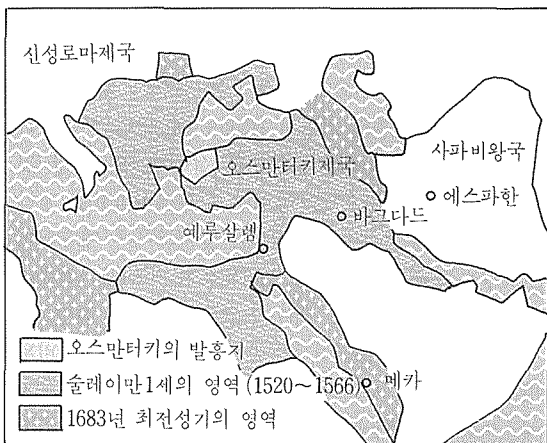 신성로마제국
사파비왕국
오스만터키제국
에스파한
바그다드
예루살렘
메카
오스만터키의 발흥지
술레이만1세의 영역(1520~1566)
1683년 최전성기의 영역